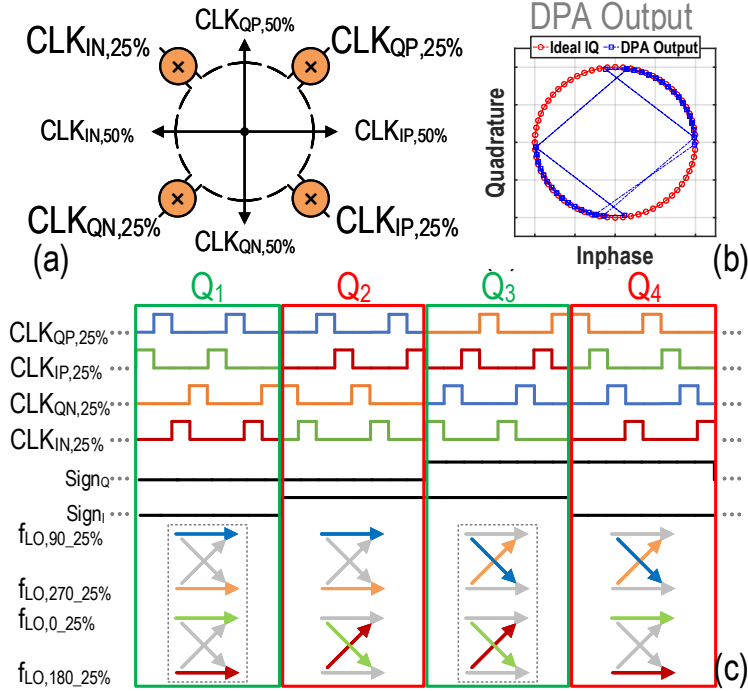 DPA Output
CLK_QP,50%
CLK_IN,25%
CLK_QP,25%
Ideal IQ
DPA Output
CLK_IN,50%
CLK_IP,50%
Quadrature
CLK_QN,25%
CLK_IP,25%
CLK_QN,50%
(a)
Inphase
(b)
Q1
Q2
Q3
Q4
CLK_QP,25%
CLK_IP,25%
CLK_QN,25%
CLK_IN,25%
Sign_Q
Sign_I
f_LO,90_25%
f_LO,270_25%
f_LO,0_25%
f_LO,180_25%
(c)